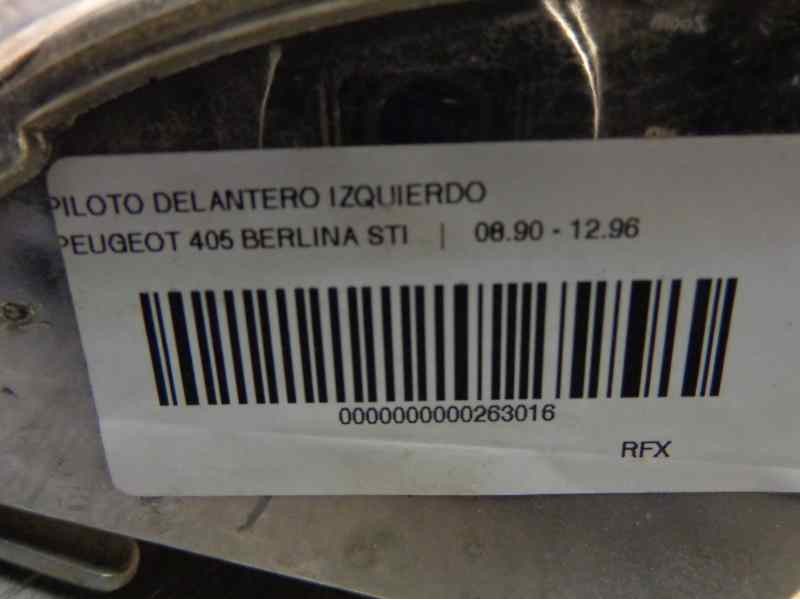 PILOTO DELANTERO IZQUIERDO
PEUGEOT 405 BERLINA STI | 08.90 - 12.96
0000000000263016
RFX